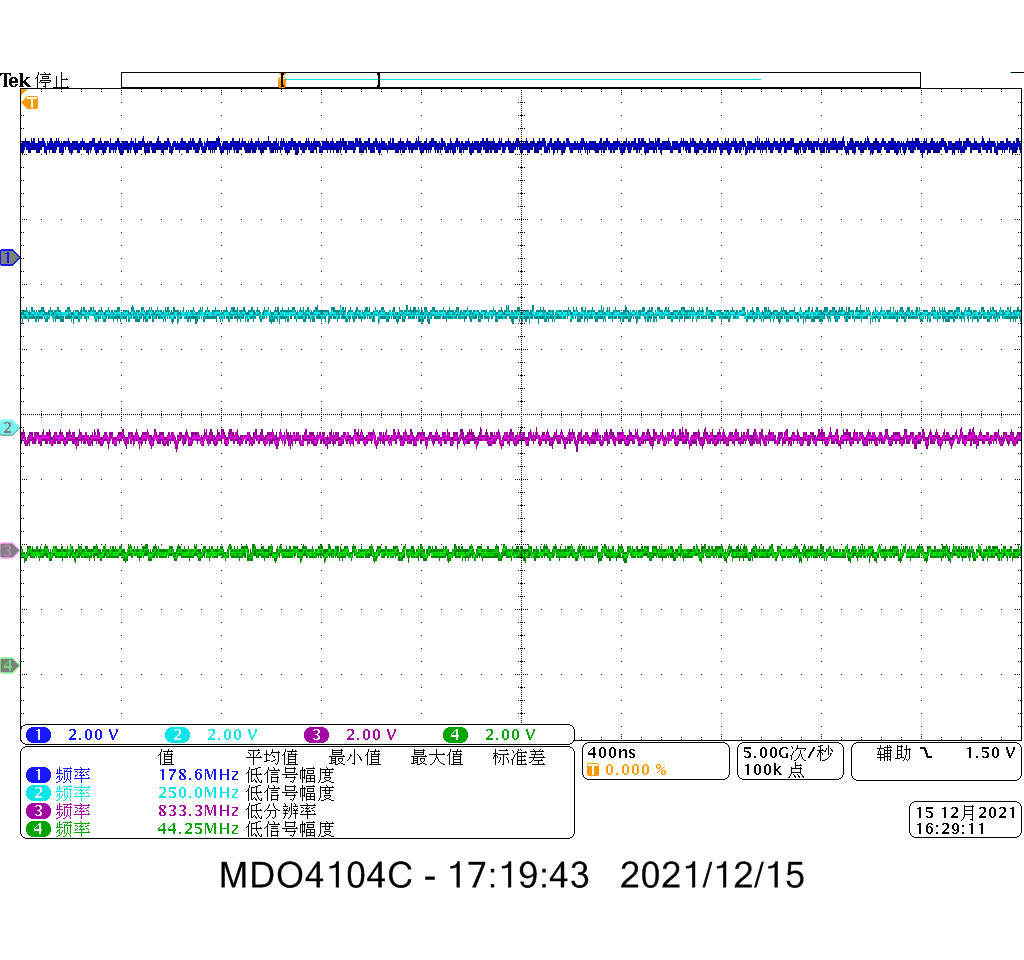 Tek 停止
T
1
2
3
4
1 2.00 V 2 2.00 V 3 2.00 V 4 2.00 V
值 平均值 最小值 最大值 标准差
1 频率 178.6MHz 低信号幅度
2 频率 250.0MHz 低信号幅度
3 频率 833.3MHz 低分辨率
4 频率 44.25MHz 低信号幅度
400ns
T 0.000 %
5.00G次/秒
100k 点
辅助 1.50 V
15 12月2021
16:29:11
MDO4104C - 17:19:43 2021/12/15